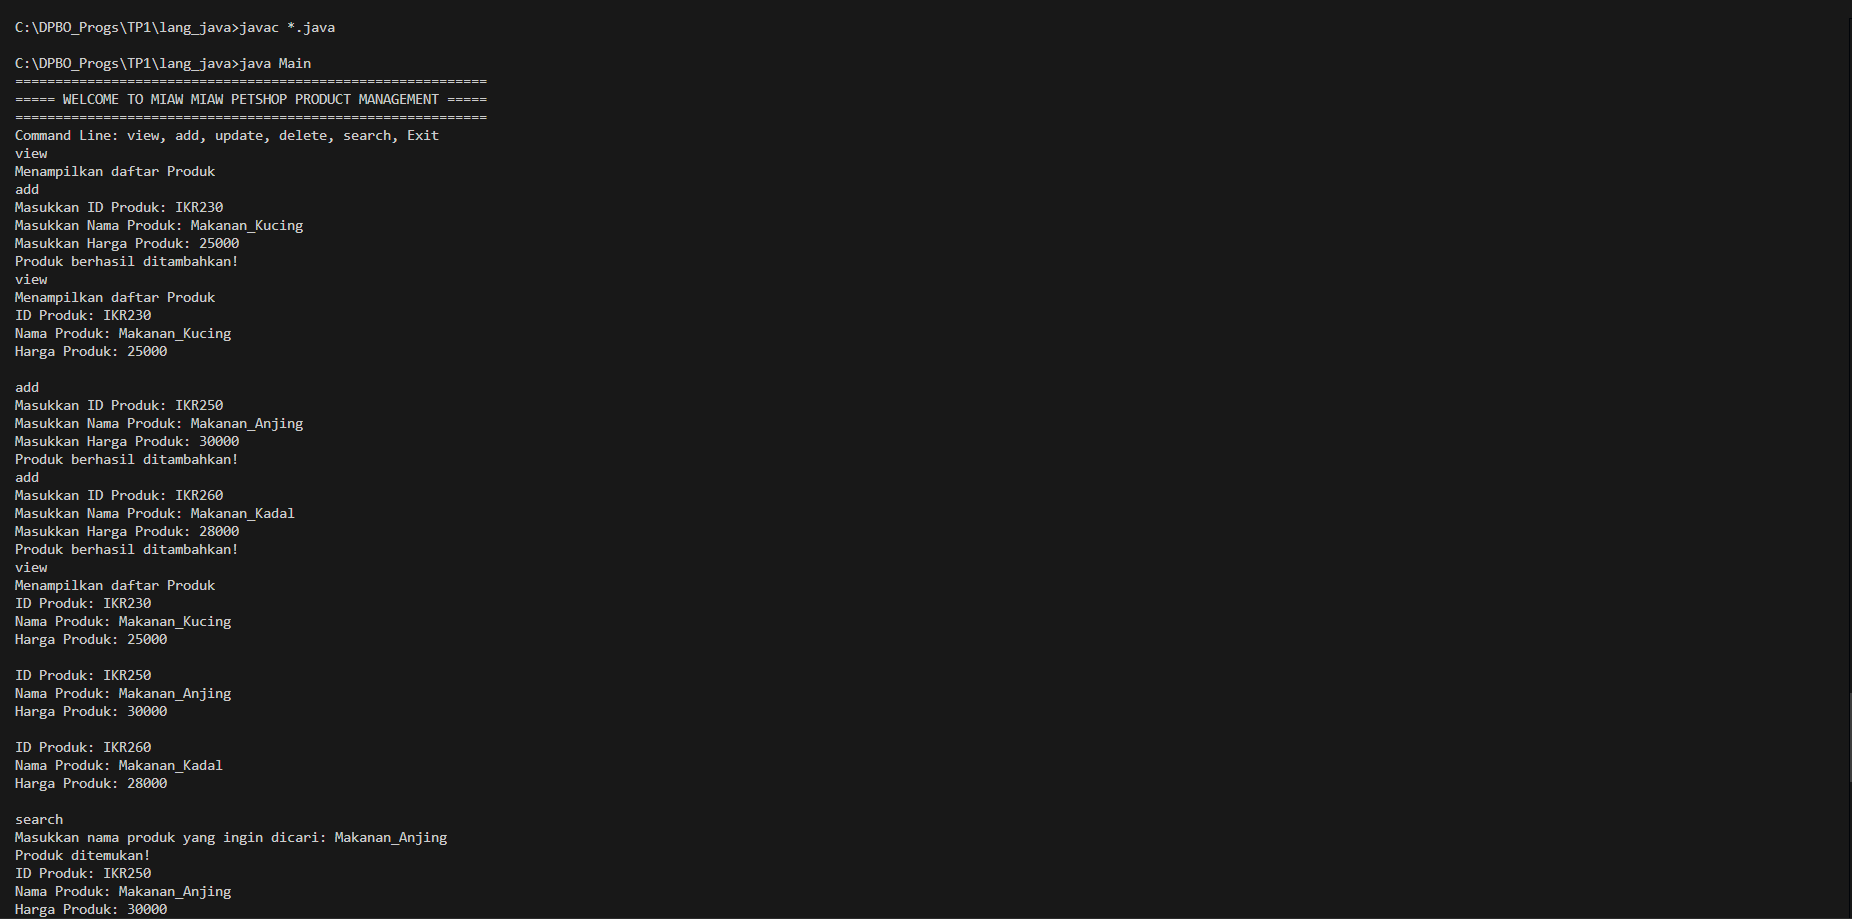 C:\DPBO_Progs\TP1\lang_java>javac *.java
C:\DPBO_Progs\TP1\lang_java>java Main
===========================================================
===== WELCOME TO MIAW MIAW PETSHOP PRODUCT MANAGEMENT =====
===========================================================
Command Line: view, add, update, delete, search, Exit
view
Menampilkan daftar Produk
add
Masukkan ID Produk: IKR230
Masukkan Nama Produk: Makanan_Kucing
Masukkan Harga Produk: 25000
Produk berhasil ditambahkan!
view
Menampilkan daftar Produk
ID Produk: IKR230
Nama Produk: Makanan_Kucing
Harga Produk: 25000
add
Masukkan ID Produk: IKR250
Masukkan Nama Produk: Makanan_Anjing
Masukkan Harga Produk: 30000
Produk berhasil ditambahkan!
add
Masukkan ID Produk: IKR260
Masukkan Nama Produk: Makanan_Kadal
Masukkan Harga Produk: 28000
Produk berhasil ditambahkan!
view
Menampilkan daftar Produk
ID Produk: IKR230
Nama Produk: Makanan_Kucing
Harga Produk: 25000
ID Produk: IKR250
Nama Produk: Makanan_Anjing
Harga Produk: 30000
ID Produk: IKR260
Nama Produk: Makanan_Kadal
Harga Produk: 28000
search
Masukkan nama produk yang ingin dicari: Makanan_Anjing
Produk ditemukan!
ID Produk: IKR250
Nama Produk: Makanan_Anjing
Harga Produk: 30000